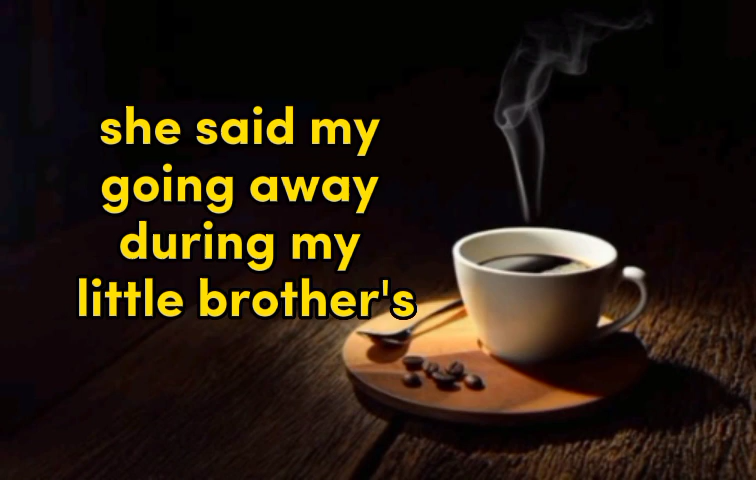 she said my
going away
during my
little brother's